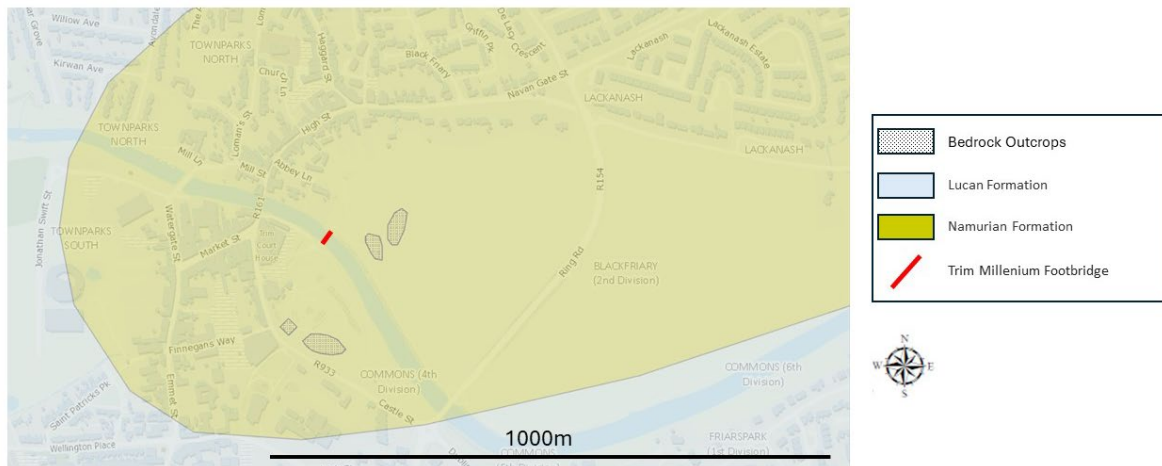 Willow Ave
Kirwan Ave
TOWNPARKS
NORTH
Church Ln
Haggard St
Griffin Pk
De Lacy
Crescent
Black Friary
Navan Gate St
Lackanash
Lackanash Estate
LACKANASH
LACKANASH
TOWNPARKS
NORTH
Loman's St
High St
Mill Ln
Mill St
Abbey Ln
R161
R154
Jonathan Swift St
TOWNPARKS
SOUTH
Watergate St
Market St
Trim
Court
house
Ring Rd
BLACKFRIARY
(2nd Division)
Finnegan's Way
R933
Emmet St
Castle St
COMMONS (4th
Division)
COMMONS (6th
Division)
Saint Patricks Pk
Wellington Place
FRIARSPARK
(1st Division)
COMMONS
1000m
Bedrock Outcrops
Lucan Formation
Namurian Formation
Trim Millenium Footbridge
N
W
E
S